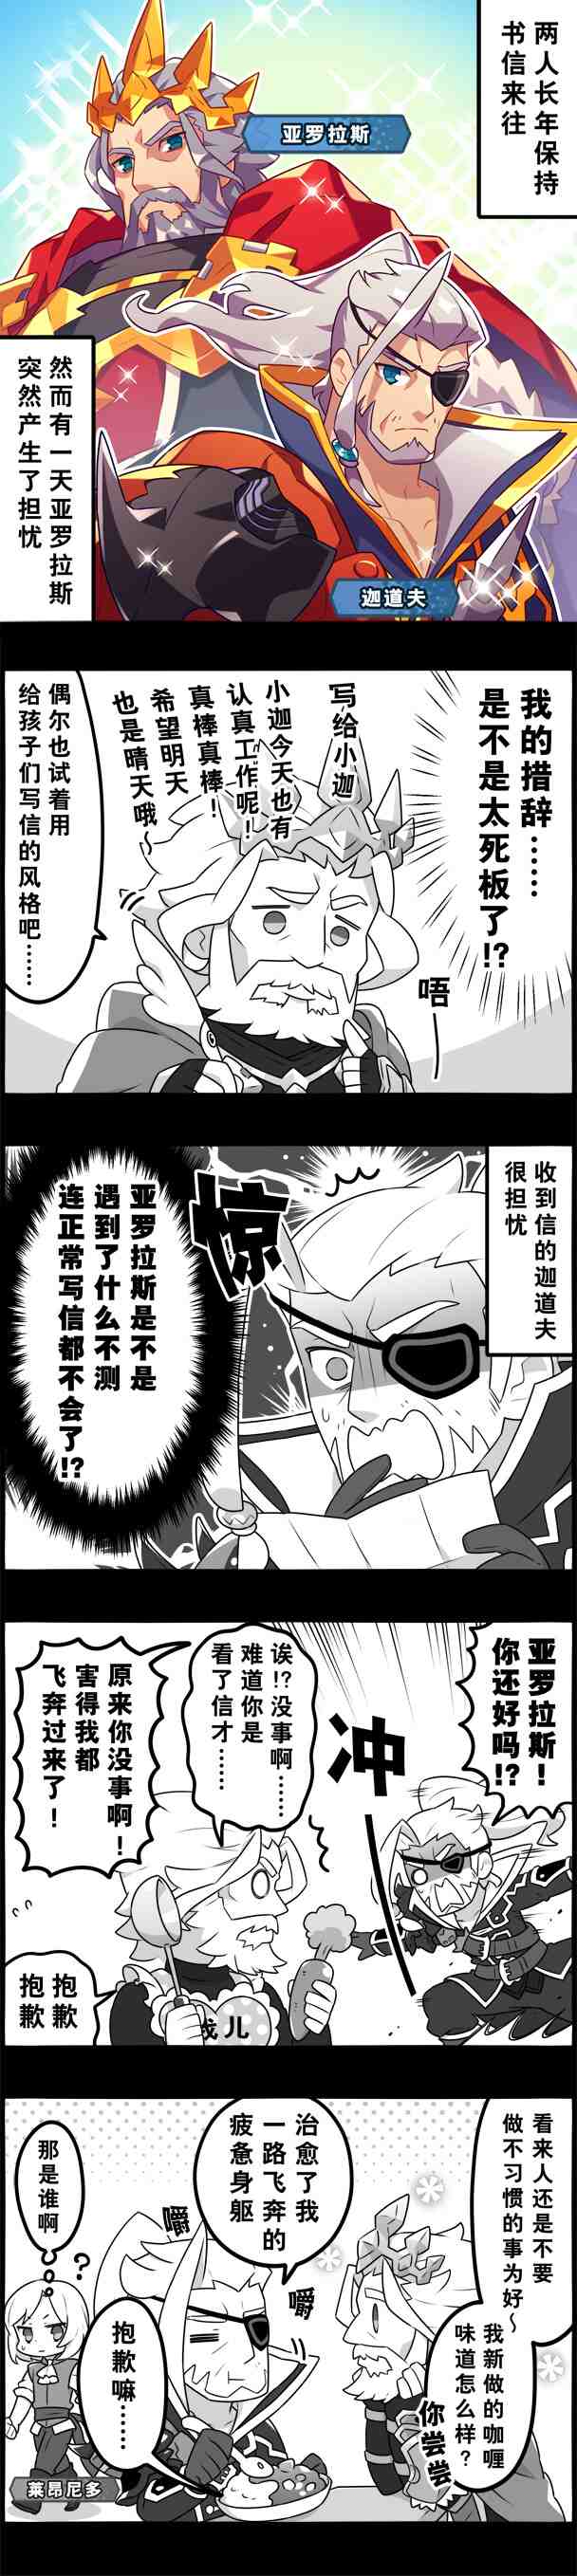 两人长年保持
书信来往
亚罗拉斯
然而有一天亚罗拉斯
突然产生了担忧
迦道夫
我的措辞……
是不是太死板了!?
唔
写给小迦
小迦今天也有
认真工作呢！
真棒真棒！
希望明天
也是晴天哦～
偶尔也试着用
给孩子们写信的风格吧……
收到信的迦道夫
很担忧
惊
亚罗拉斯是不是
遇到了什么不测
连正常写信都不会了!?
亚罗拉斯！
你还好吗!?
冲
诶!?没事啊……
难道你是
看了信才……
原来你没事啊！
害得我都
飞奔过来了！
抱歉
抱歉
儿
看来人还是不要
做不习惯的事为好～
我新做的咖喱
味道怎么样？
你尝尝
治愈了我
一路飞奔的
疲惫身躯
嚼
嚼
抱歉嘛……
那是谁啊
?
莱昂尼多